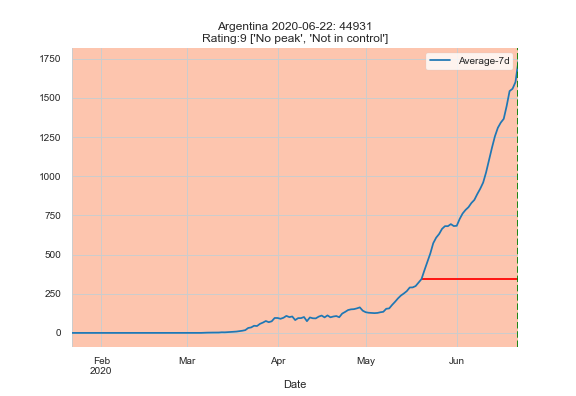 Argentina 2020-06-22: 44931
Rating:9 ['No peak', 'Not in control']
Average-7d
1750
1500
1250
1000
750
500
250
0
Feb
2020
Mar
Apr
May
Jun
Date